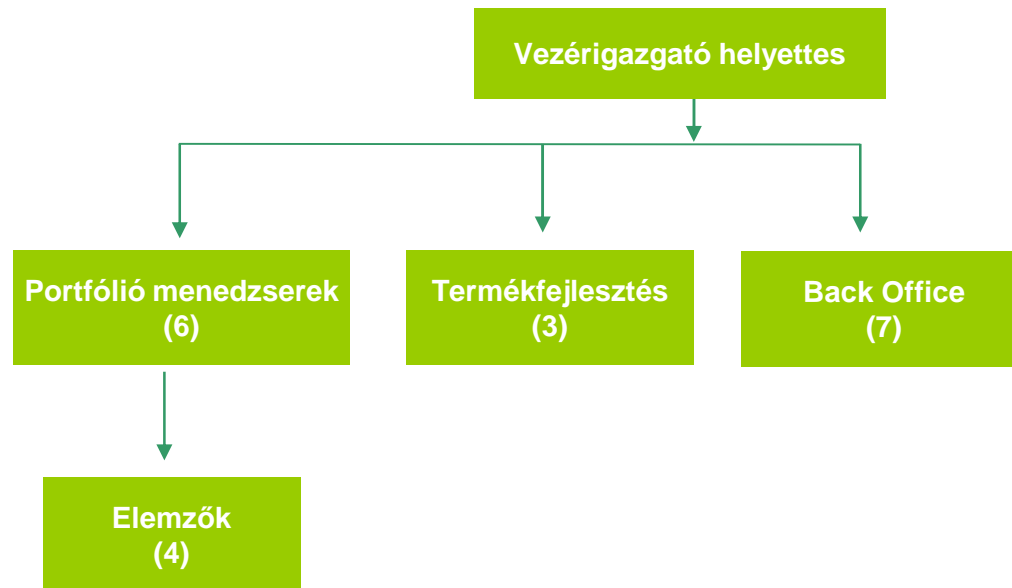 Vezérigazgató helyettes
Portfólió menedzserek
(6)
Termékfejlesztés
(3)
Back Office
(7)
Elemzők
(4)